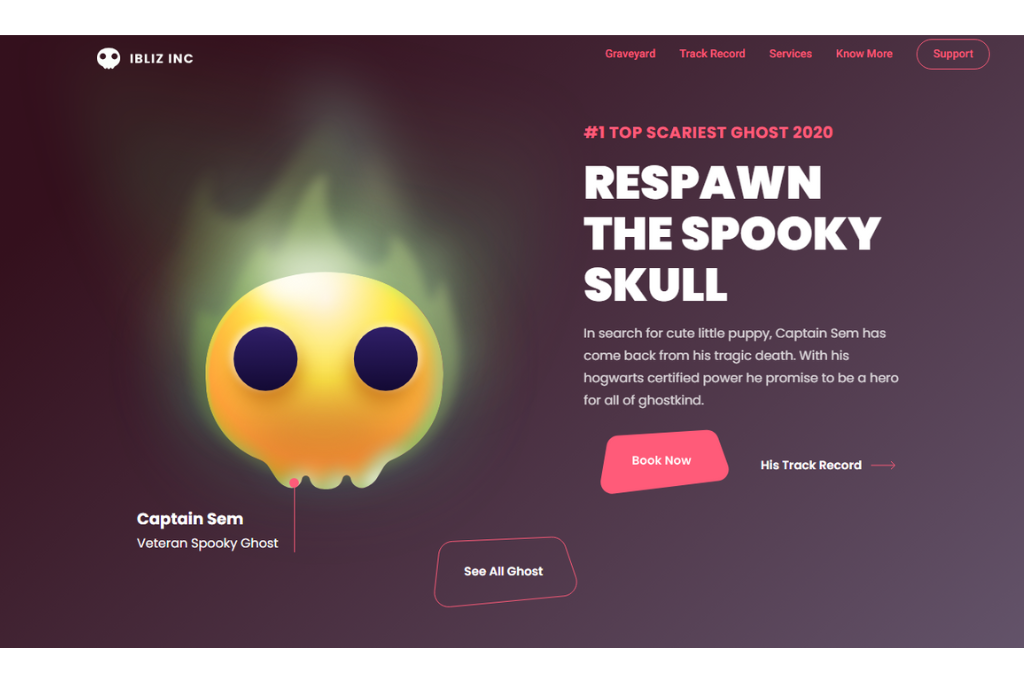 IBLIZ INC
Graveyard Track Record Services Know More Support
#1 TOP SCARIEST GHOST 2020
RESPAWN
THE SPOOKY
SKULL
In search for cute little puppy, Captain Sem has
come back from his tragic death. With his
hogwarts certified power he promise to be a hero
for all of ghostkind.
Book Now
His Track Record
Captain Sem
Veteran Spooky Ghost
See All Ghost